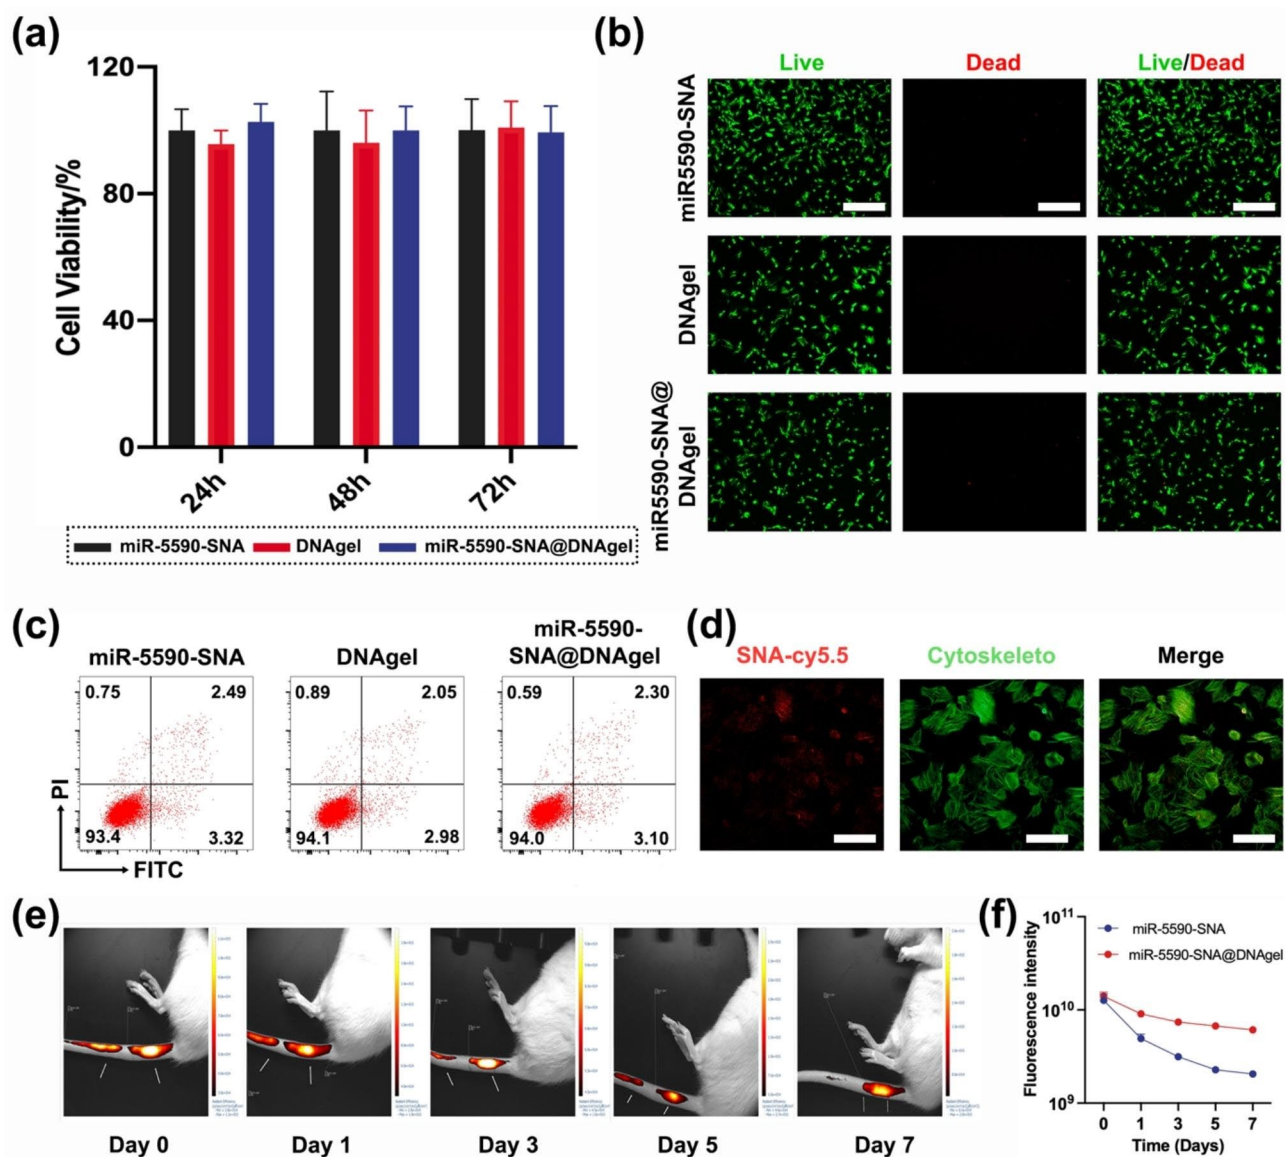 (a)
120
80
40
0
Cell Viability/%
24h
48h
72h
miR-5590-SNA
DNAgel
miR-5590-SNA@DNAgel
(b)
Live
Dead
Live/Dead
miR5590-SNA
DNAgel
miR5590-SNA@
DNAgel
(c)
miR-5590-SNA
DNAgel
miR-5590-
SNA@DNAgel
0.75
2.49
93.4
3.32
0.89
2.05
94.1
2.98
0.59
2.30
94.0
3.10
PI
FITC
(d)
SNA-cy5.5
Cytoskeleto
Merge
(e)
Day 0
Day 1
Day 3
Day 5
Day 7
(f)
Fluorescence intensity
10¹¹
10¹⁰
10⁹
miR-5590-SNA
miR-5590-SNA@DNAgel
0
1
3
5
7
Time (Days)